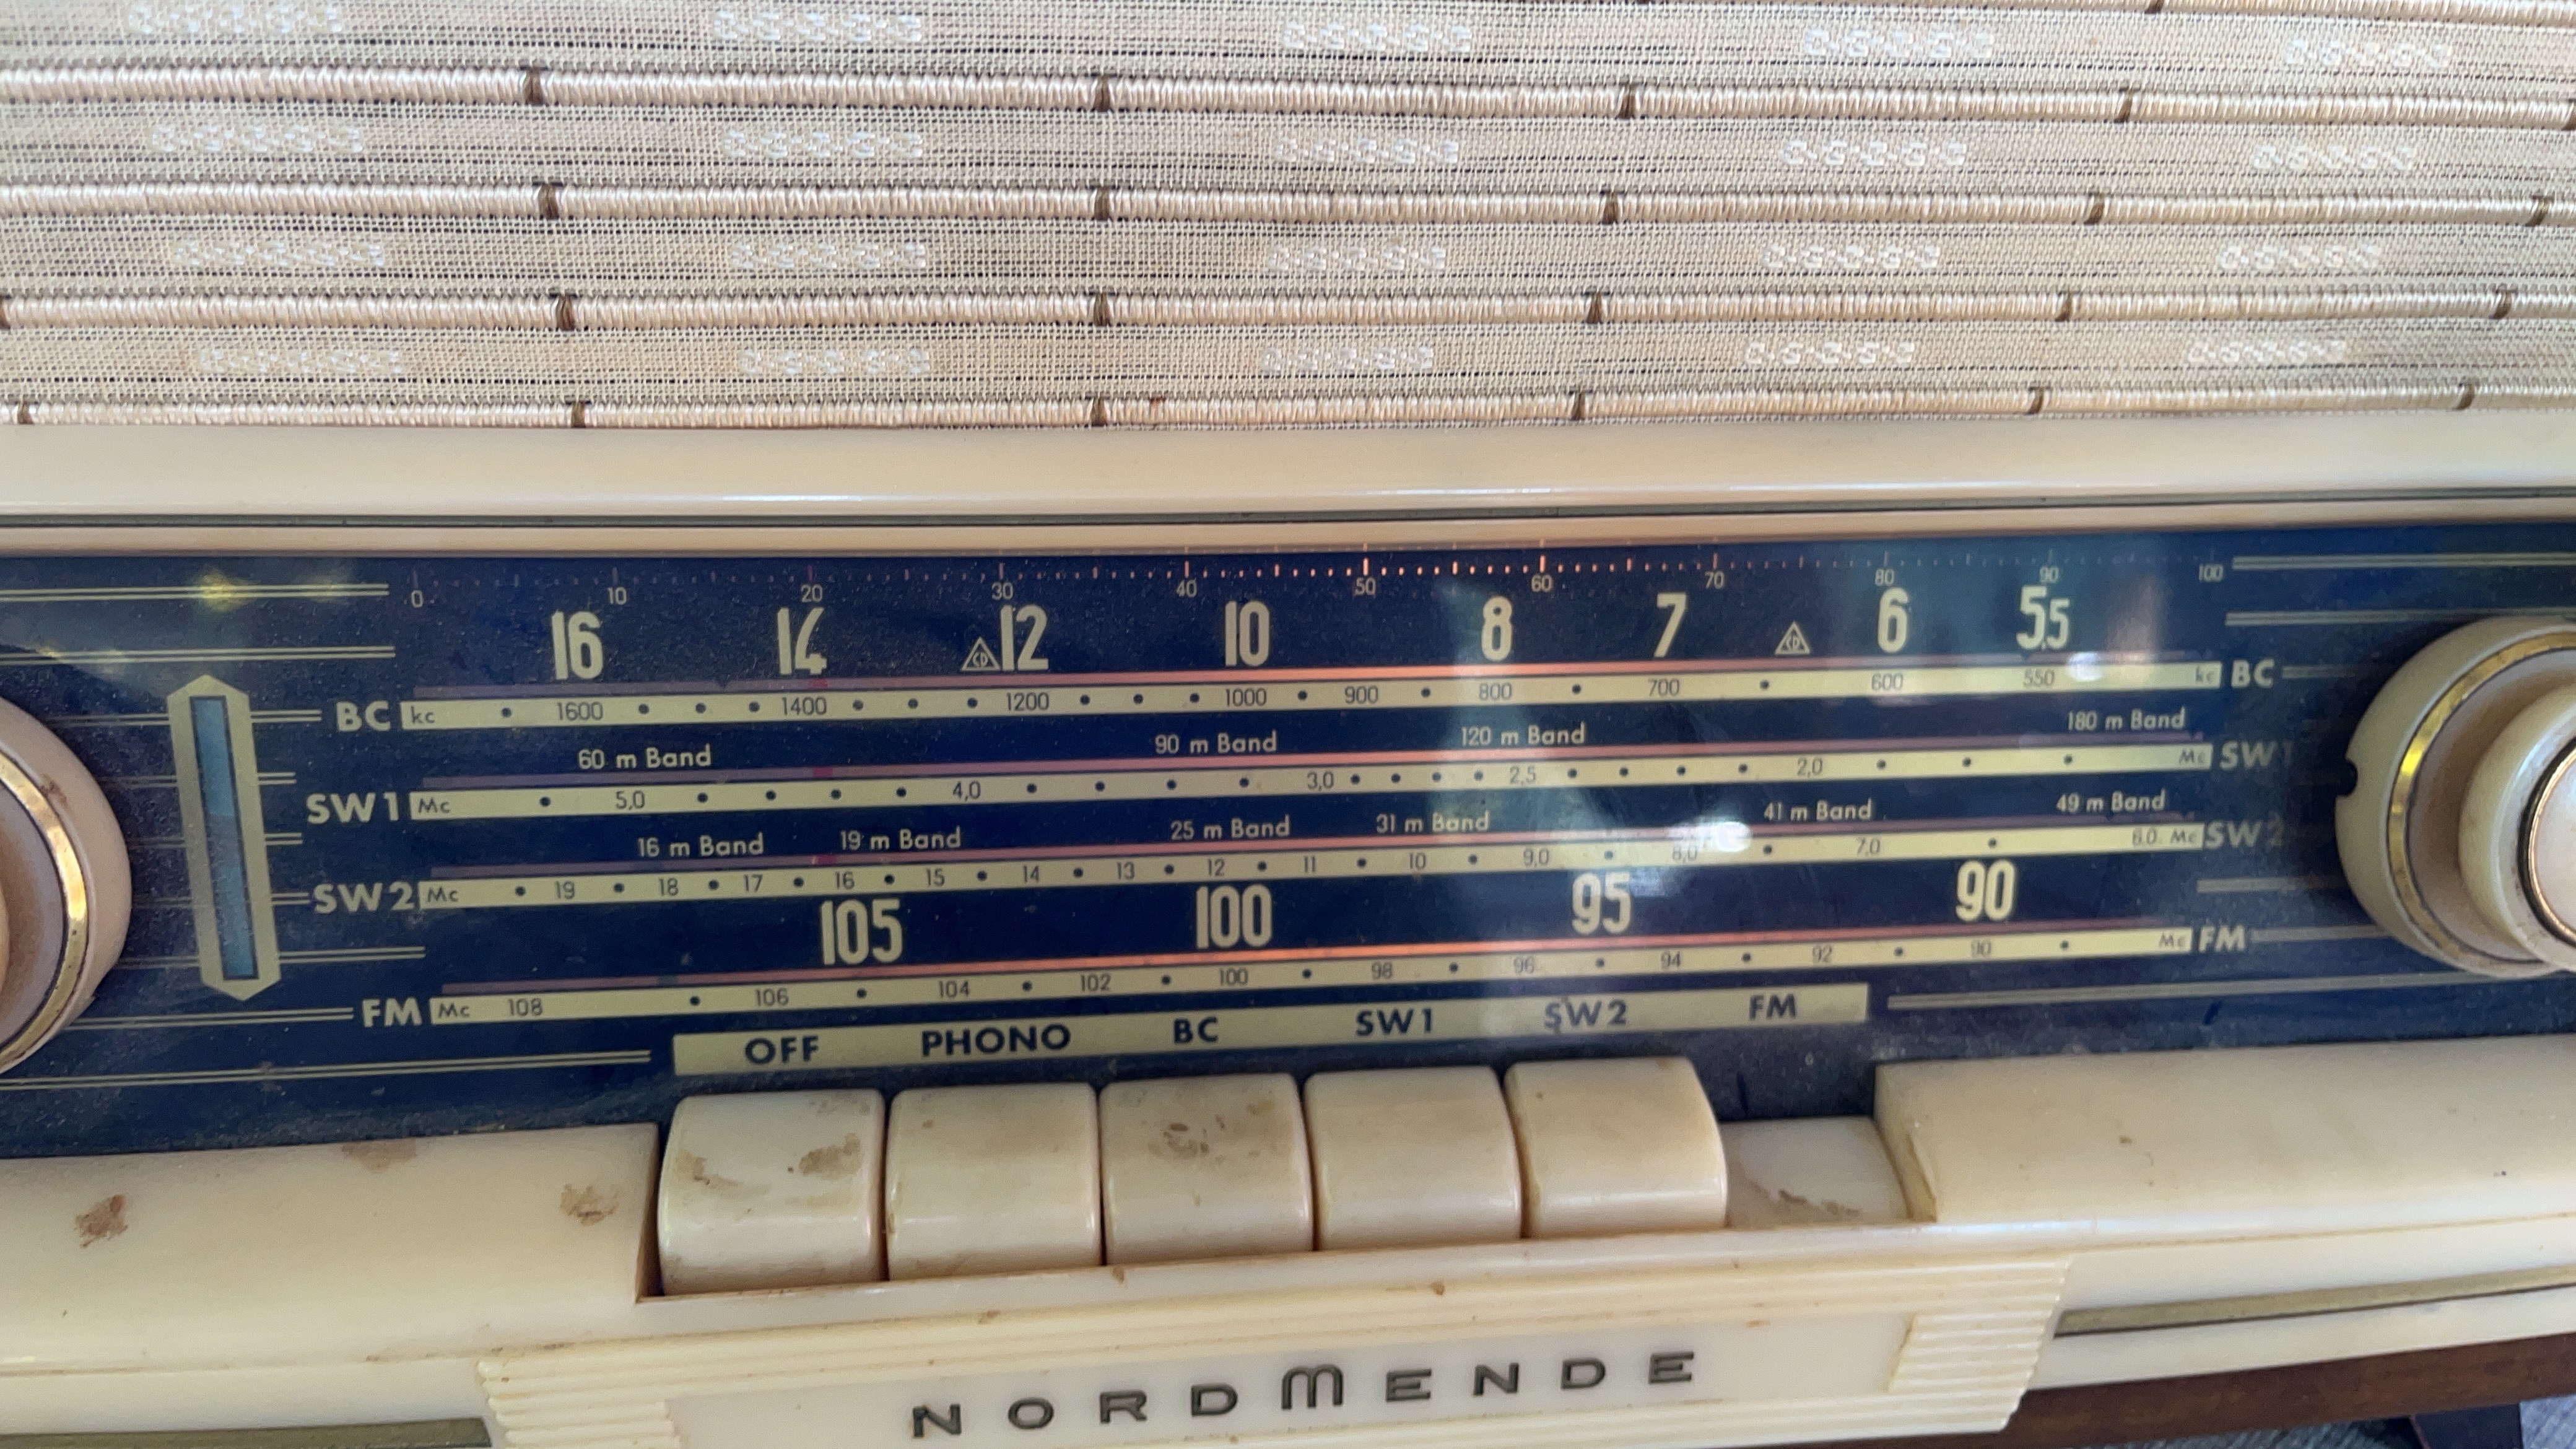 0 10 20 30 40 50 60 70 80 90 100
16 14 CD 12 10 8 7 CD 6 5.5
BC kc 1600 1400 1200 1000 900 800 700 600 550 kc BC
60 m Band 90 m Band 120 m Band 180 m Band
SW1 Mc 5,0 4,0 3,0 2,5 2,0 Mc SW1
16 m Band 19 m Band 25 m Band 31 m Band 41 m Band 49 m Band
SW2 Mc 19 18 17 16 15 14 13 12 11 10 9,0 8,0 7,0 6.0. Mc SW2
105 100 95 90
FM Mc 108 106 104 102 100 98 96 94 92 90 Mc FM
OFF PHONO BC SW1 SW2 FM
NORDMENDE